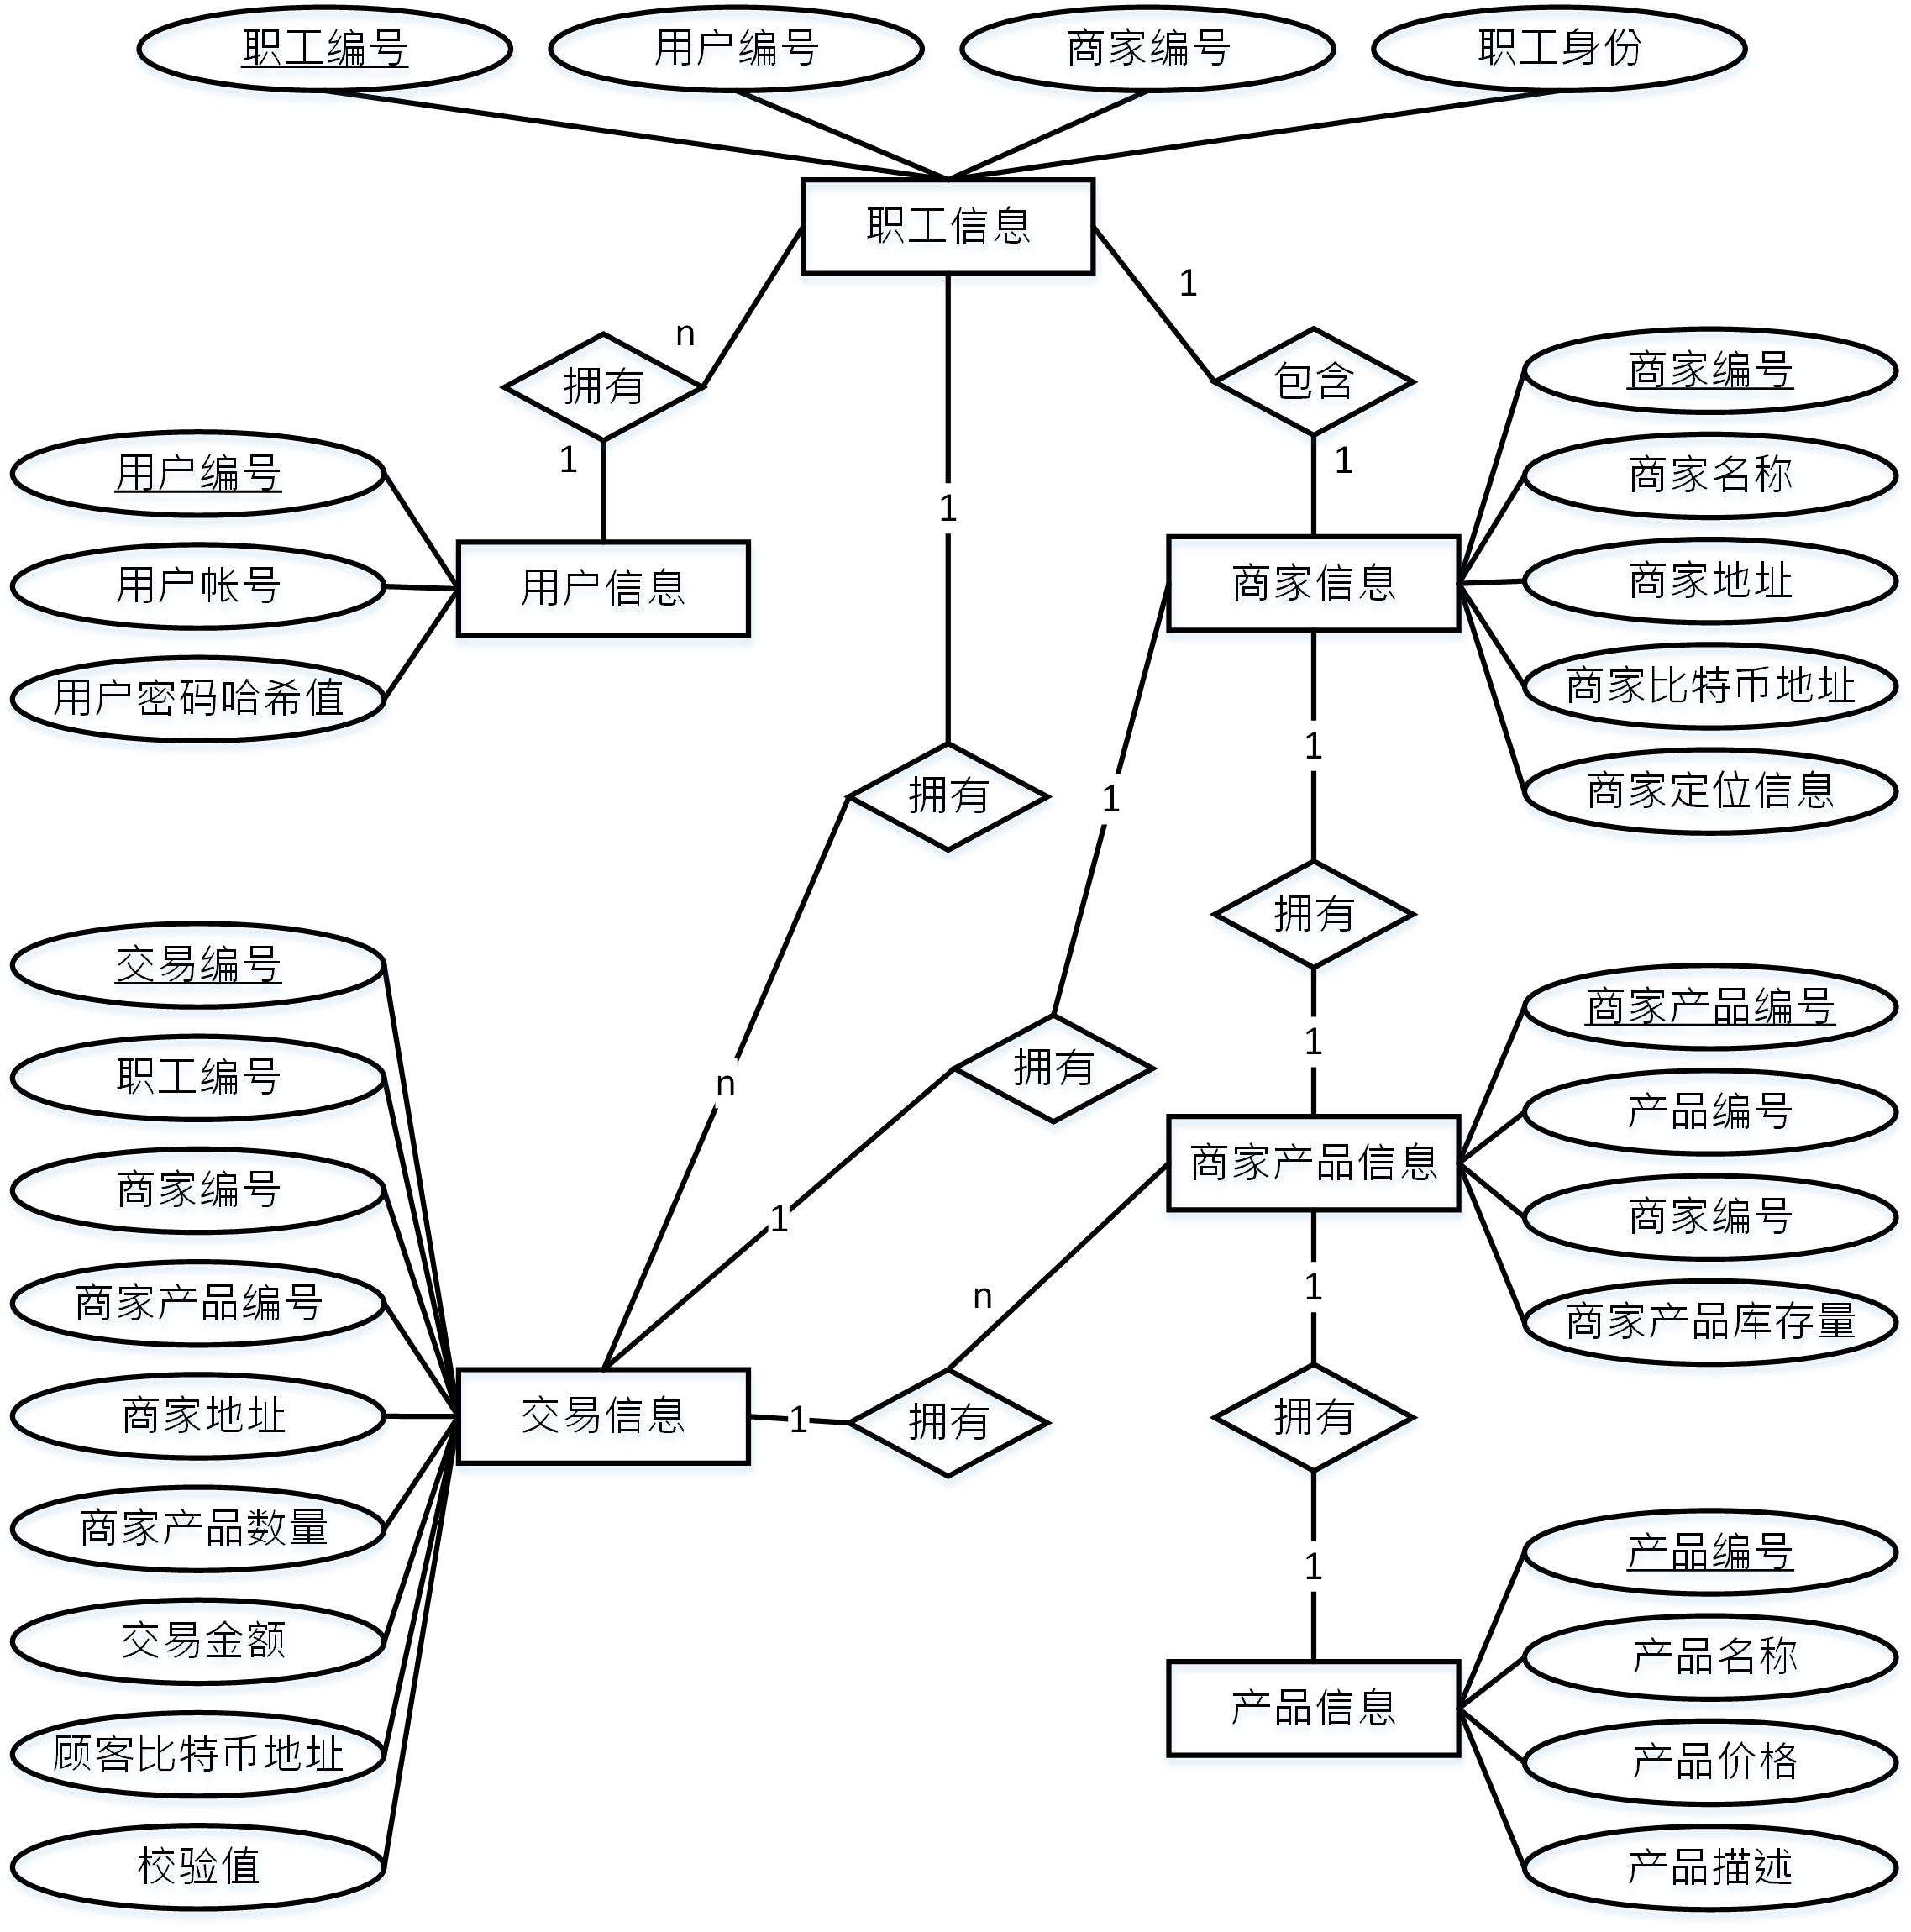 职工编号
用户编号
商家编号
职工身份
职工信息
1
n
包含
拥有
1
1
商家编号
商家名称
商家地址
商家比特币地址
商家定位信息
用户编号
用户帐号
用户密码哈希值
用户信息
1
商家信息
1
1
拥有
拥有
1
n
拥有
1
1
交易编号
职工编号
商家编号
商家产品编号
商家地址
商家产品数量
交易金额
顾客比特币地址
校验值
商家产品信息
商家产品编号
产品编号
商家编号
商家产品库存量
n
1
交易信息
1
拥有
拥有
1
产品信息
产品编号
产品名称
产品价格
产品描述